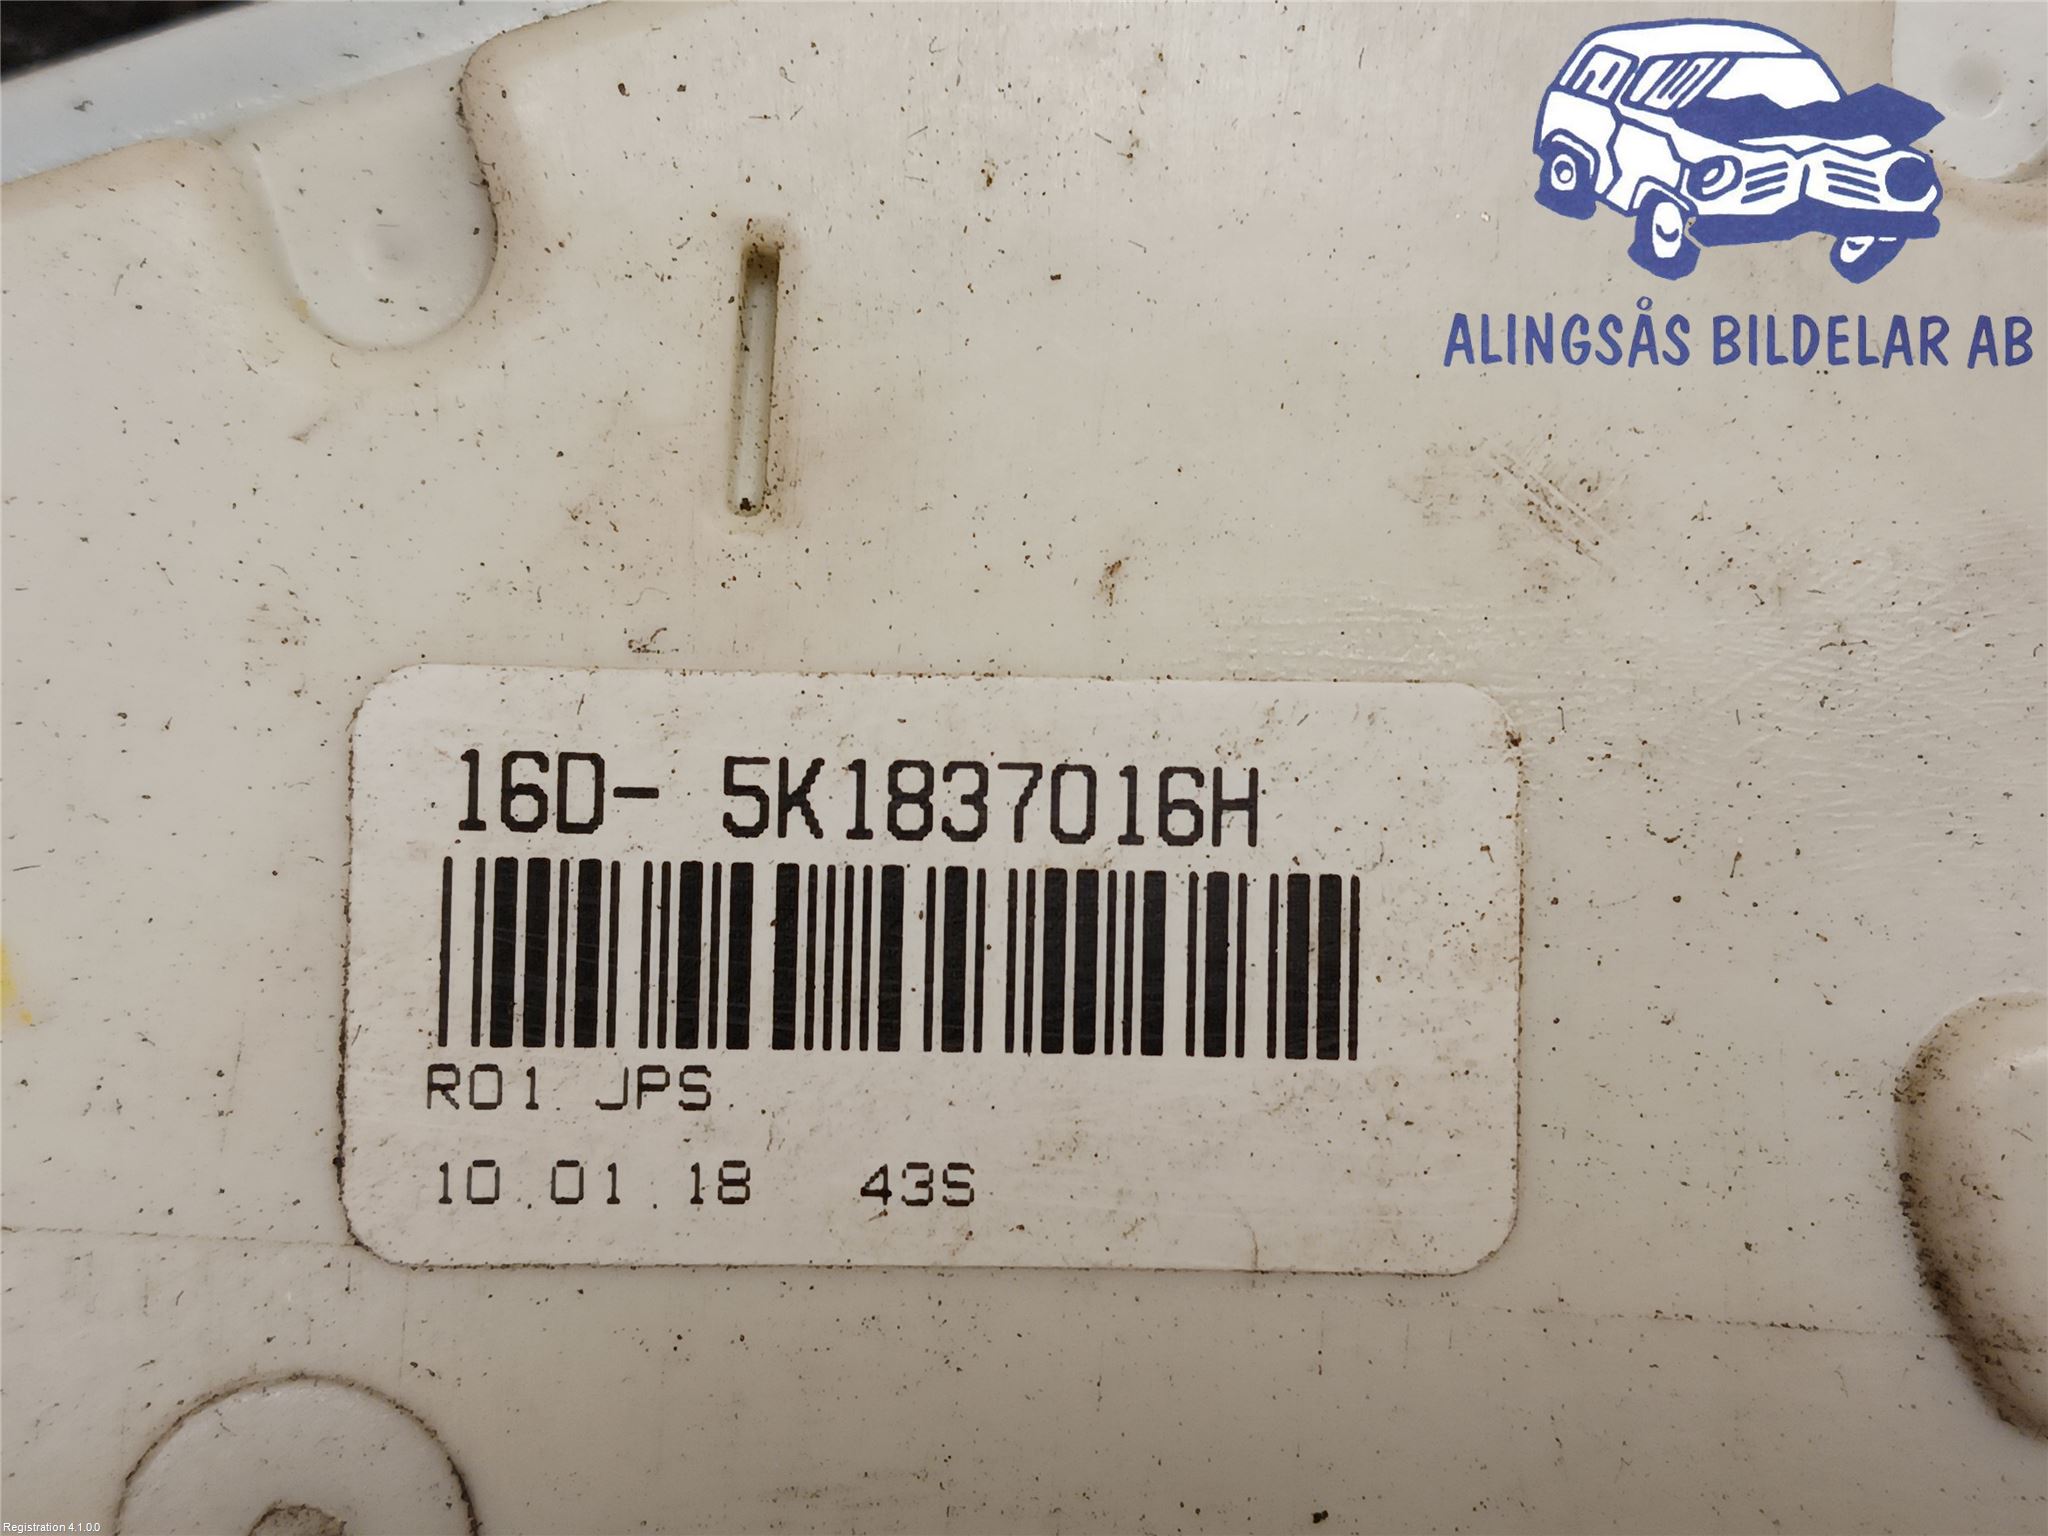 ALINGSÅS BILDELAR AB
16D- 5K1837016H
R01 JPS
10.01.18 43S
Registration 4.1.0.0